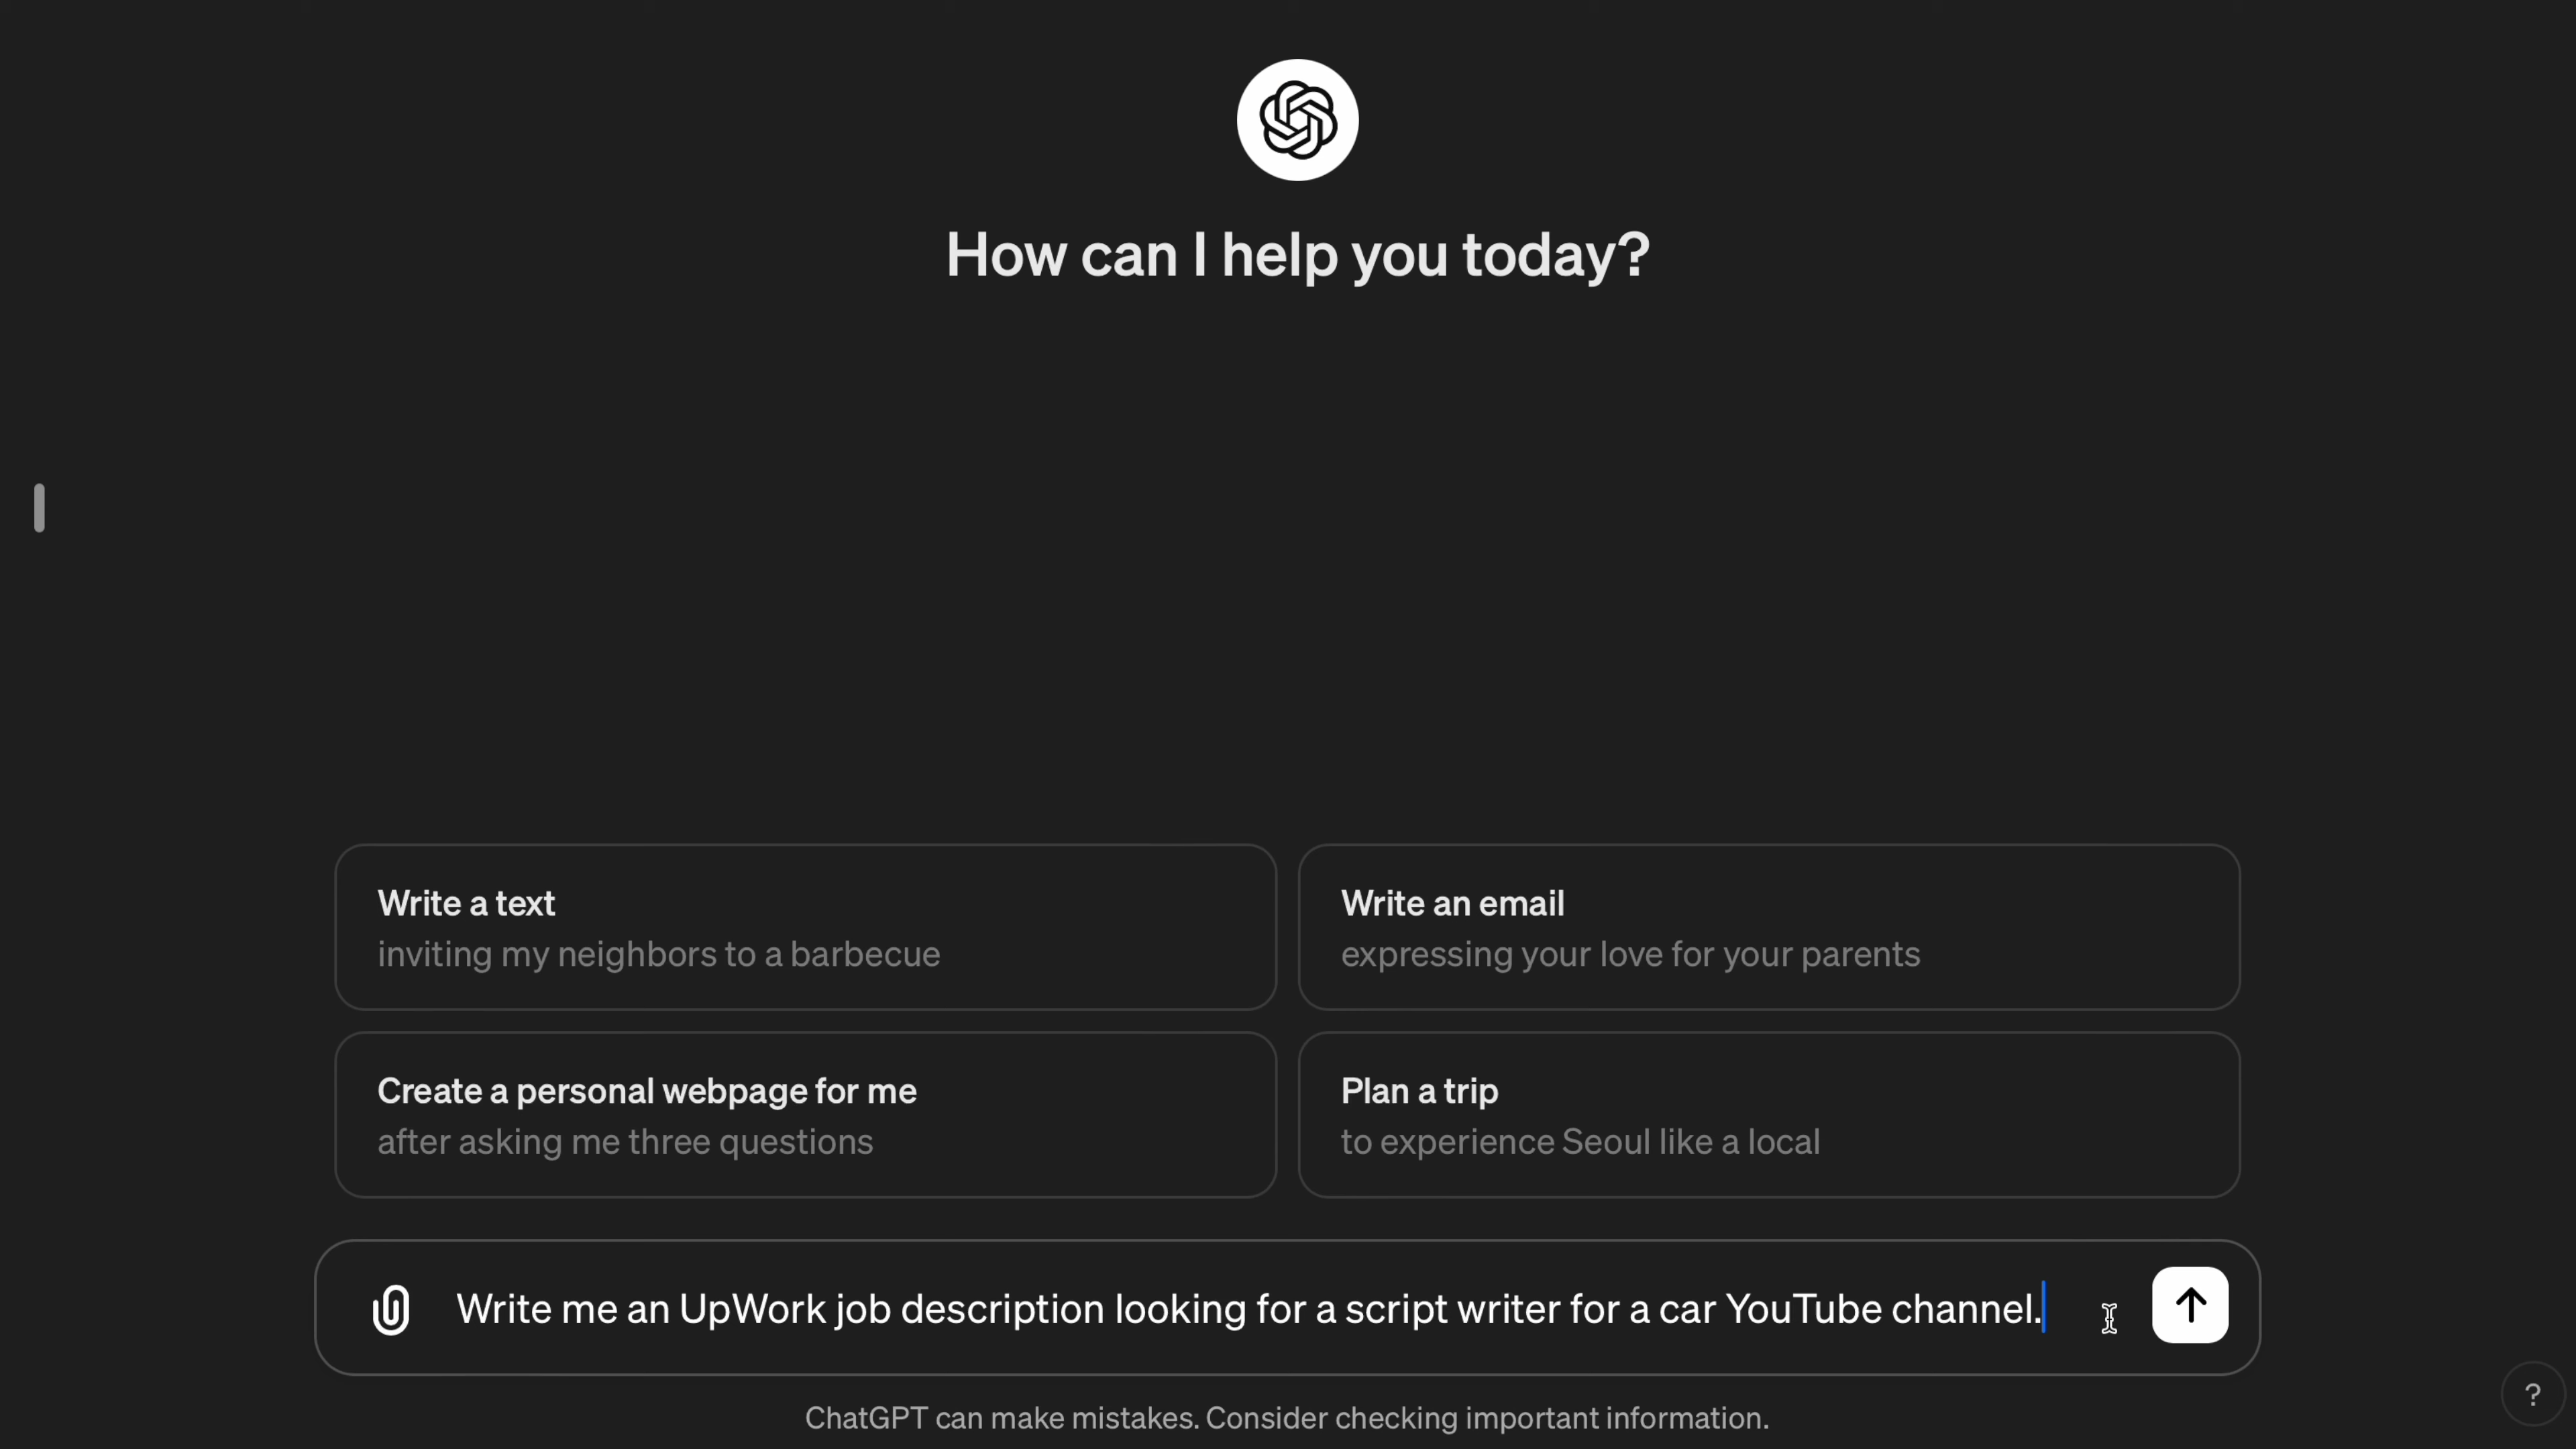 How can I help you today?
Write a text
inviting my neighbors to a barbecue
Write an email
expressing your love for your parents
Create a personal webpage for me
after asking me three questions
Plan a trip
to experience Seoul like a local
Write me an UpWork job description looking for a script writer for a car YouTube channel.
ChatGPT can make mistakes. Consider checking important information.
?